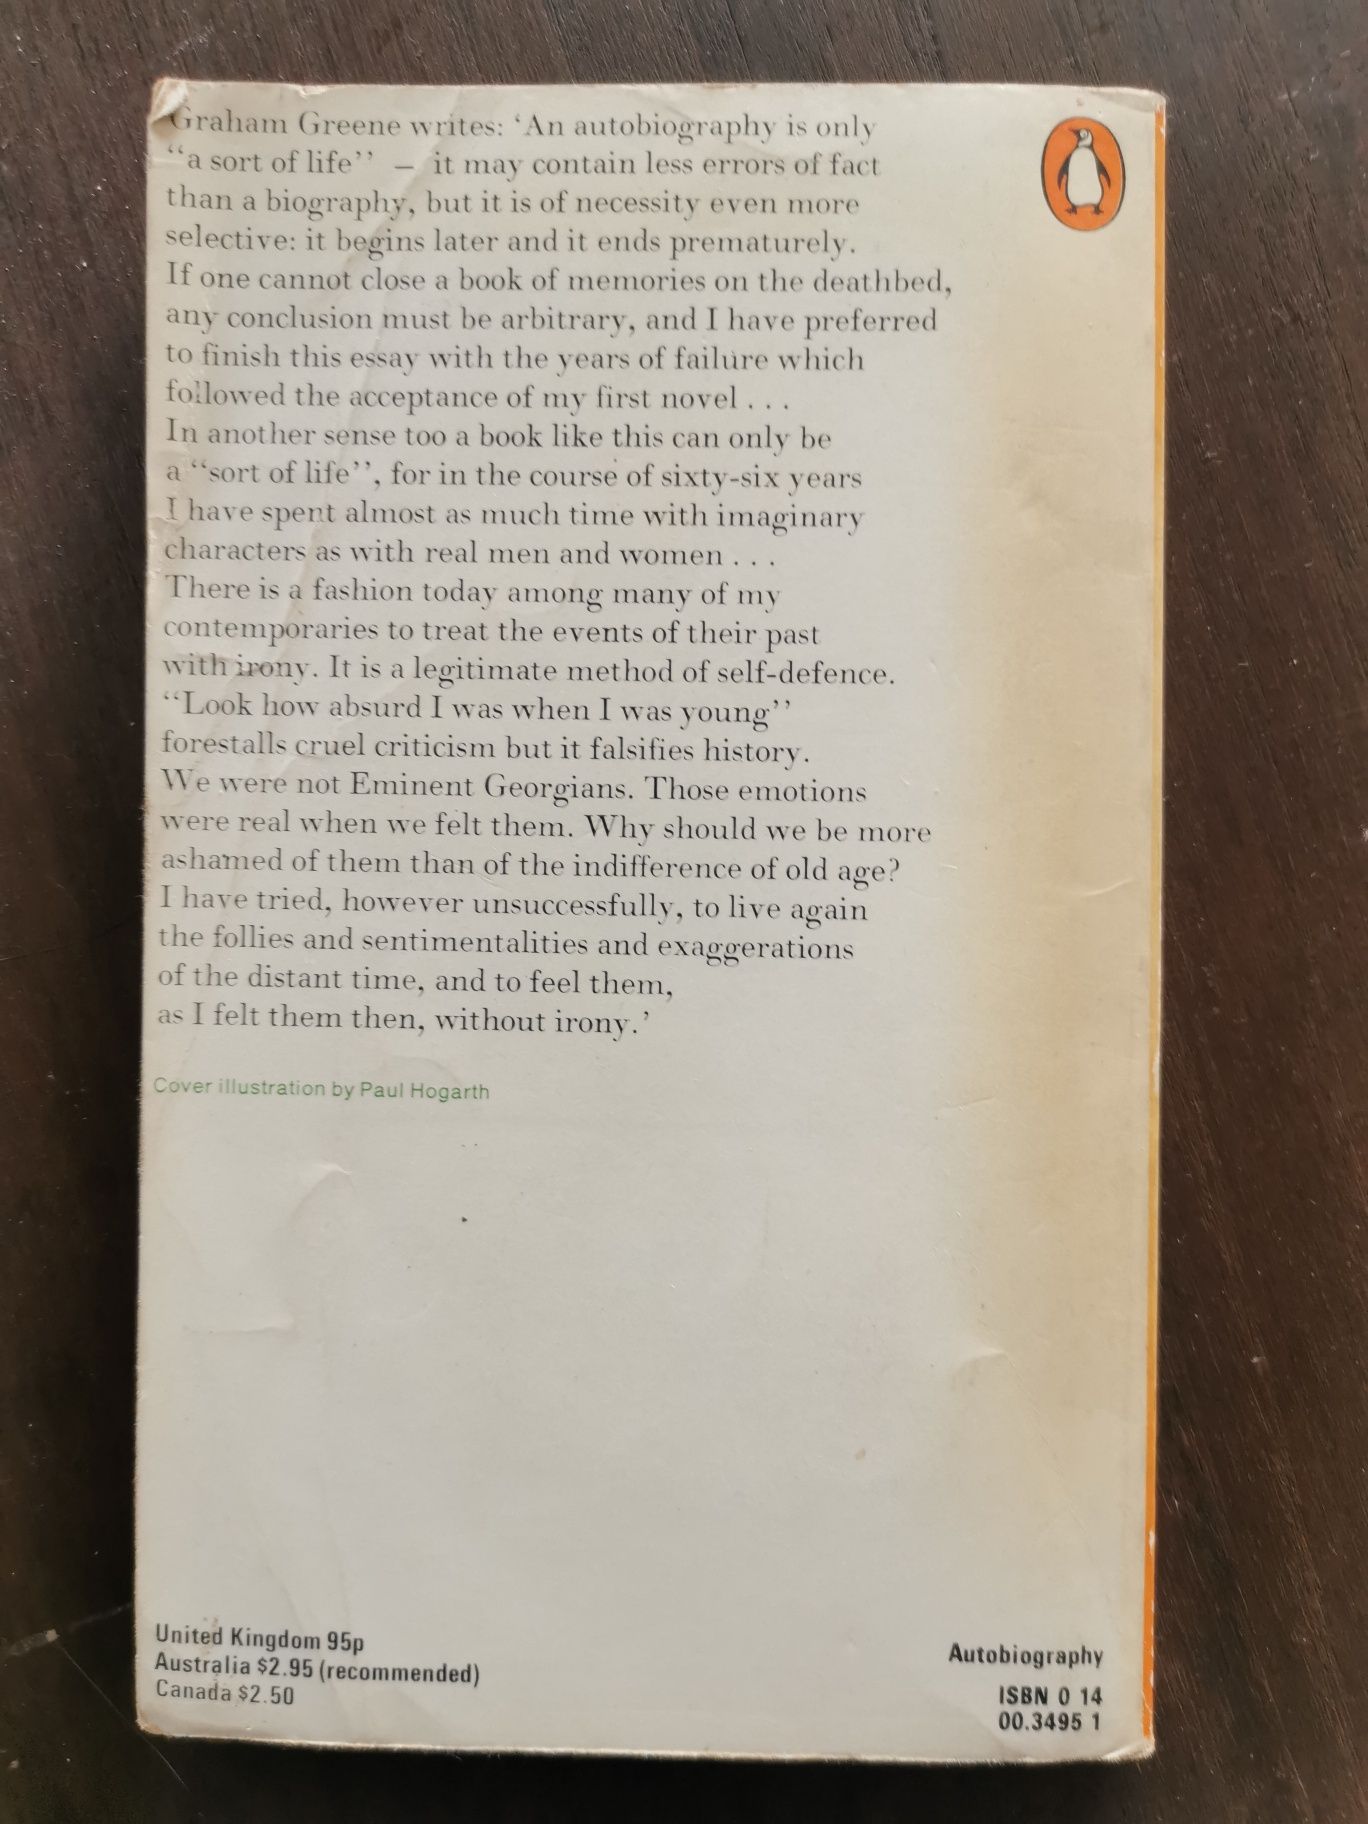 Graham Greene writes: ‘An autobiography is only
“a sort of life” – it may contain less errors of fact
than a biography, but it is of necessity even more
selective: it begins later and it ends prematurely.
If one cannot close a book of memories on the deathbed,
any conclusion must be arbitrary, and I have preferred
to finish this essay with the years of failure which
followed the acceptance of my first novel . . .
In another sense too a book like this can only be
a “sort of life”, for in the course of sixty-six years
I have spent almost as much time with imaginary
characters as with real men and women . . .
There is a fashion today among many of my
contemporaries to treat the events of their past
with irony. It is a legitimate method of self-defence.
“Look how absurd I was when I was young”
forestalls cruel criticism but it falsifies history.
We were not Eminent Georgians. Those emotions
were real when we felt them. Why should we be more
ashamed of them than of the indifference of old age?
I have tried, however unsuccessfully, to live again
the follies and sentimentalities and exaggerations
of the distant time, and to feel them,
as I felt them then, without irony.’
Cover illustration by Paul Hogarth
United Kingdom 95p
Australia $2.95 (recommended)
Canada $2.50
Autobiography
ISBN 0 14
00.3495 1